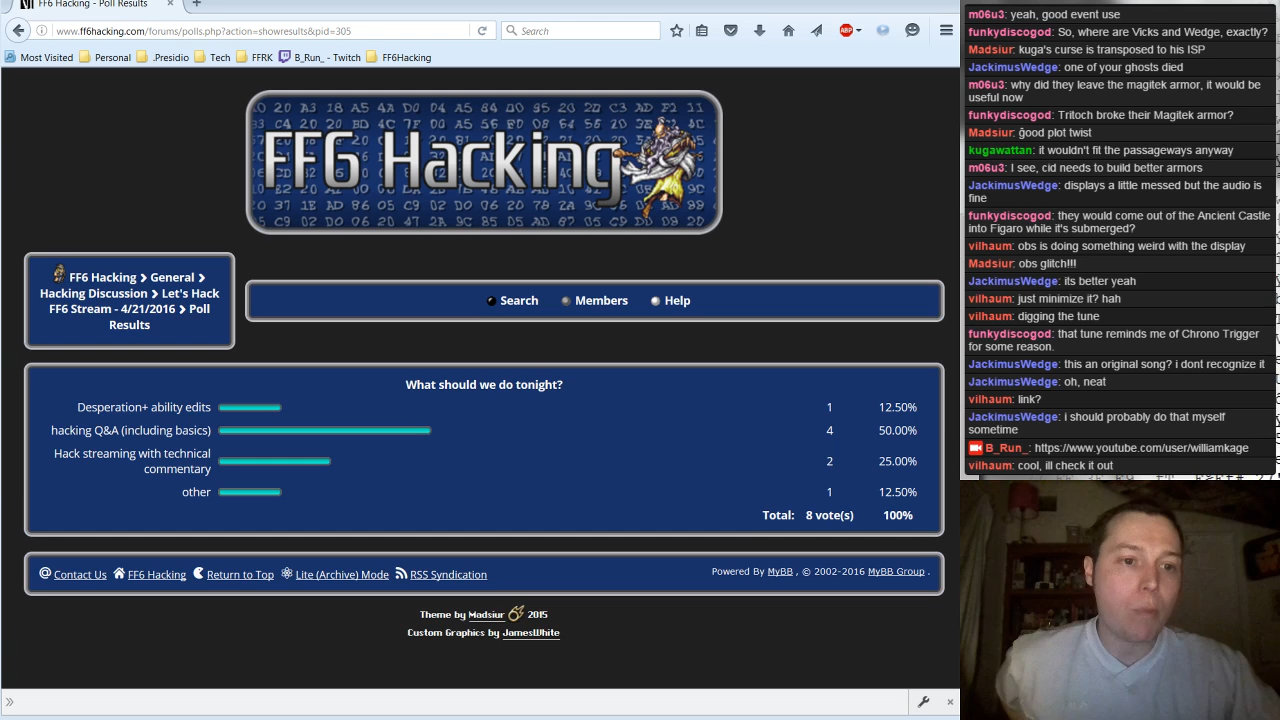 FF6 Hacking - Poll Results
www.ff6hacking.com/forums/polls.php?action=showresults&pid=305
Search
ABP
Most Visited Personal .Presidio Tech FFRK B_Run_ - Twitch FF6Hacking
FF6 Hacking
FF6 Hacking > General >
Hacking Discussion > Let's Hack
FF6 Stream - 4/21/2016 > Poll
Results
Search Members Help
What should we do tonight?
Desperation+ ability edits 1 12.50%
hacking Q&A (including basics) 4 50.00%
Hack streaming with technical
commentary 2 25.00%
other 1 12.50%
Total: 8 vote(s) 100%
Contact Us FF6 Hacking Return to Top Lite (Archive) Mode RSS Syndication
Powered By MyBB , © 2002-2016 MyBB Group .
Theme by Madsiur 2015
Custom Graphics by JamesWhite
m06u3: yeah, good event use
funkydiscogod: So, where are Vicks and Wedge, exactly?
Madsiur: kuga's curse is transposed to his ISP
JackimusWedge: one of your ghosts died
m06u3: why did they leave the magitek armor, it would be
useful now
funkydiscogod: Tritoch broke their Magitek armor?
Madsiur: good plot twist
kugawattan: it wouldn't fit the passageways anyway
m06u3: I see, cid needs to build better armors
JackimusWedge: displays a little messed but the audio is
fine
funkydiscogod: they would come out of the Ancient Castle
into Figaro while it's submerged?
vilhaum: obs is doing something weird with the display
Madsiur: obs glitch!!!
JackimusWedge: its better yeah
vilhaum: just minimize it? hah
vilhaum: digging the tune
funkydiscogod: that tune reminds me of Chrono Trigger
for some reason.
JackimusWedge: this an original song? i dont recognize it
JackimusWedge: oh, neat
vilhaum: link?
JackimusWedge: i should probably do that myself
sometime
B_Run_: https://www.youtube.com/user/williamkage
vilhaum: cool, ill check it out